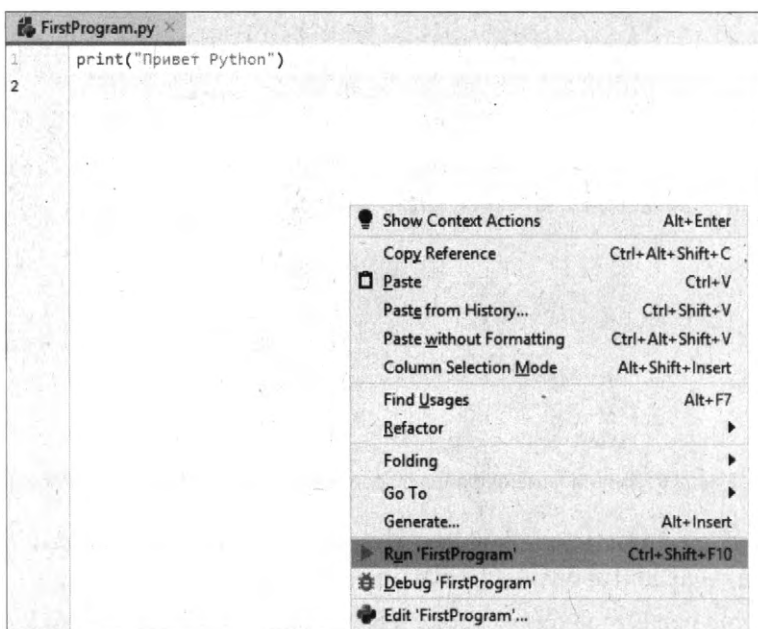 FirstProgram.py ×
1 print("Привет Python")
2
Show Context Actions Alt+Enter
Copy Reference Ctrl+Alt+Shift+C
Paste Ctrl+V
Paste from History... Ctrl+Shift+V
Paste without Formatting Ctrl+Alt+Shift+V
Column Selection Mode Alt+Shift+Insert
Find Usages Alt+F7
Refactor
Folding
Go To
Generate... Alt+Insert
Run 'FirstProgram' Ctrl+Shift+F10
Debug 'FirstProgram'
Edit 'FirstProgram'...